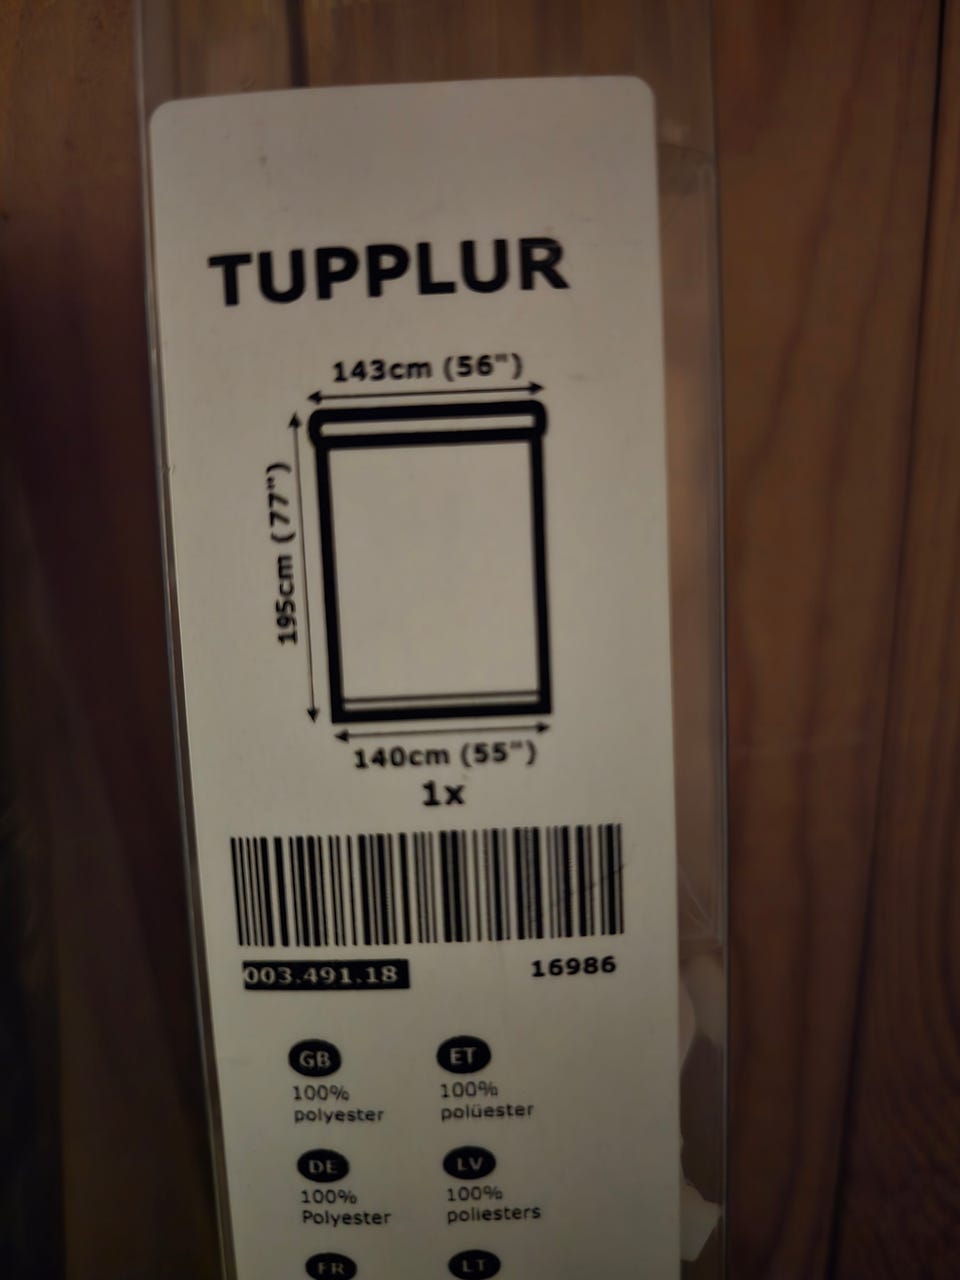 TUPPLUR
143cm (56")
195cm (77")
140cm (55")
1x
003.491.18
16986
GB
100%
polyester
ET
100%
polüester
DE
100%
Polyester
LV
100%
poliesters
FR
LT